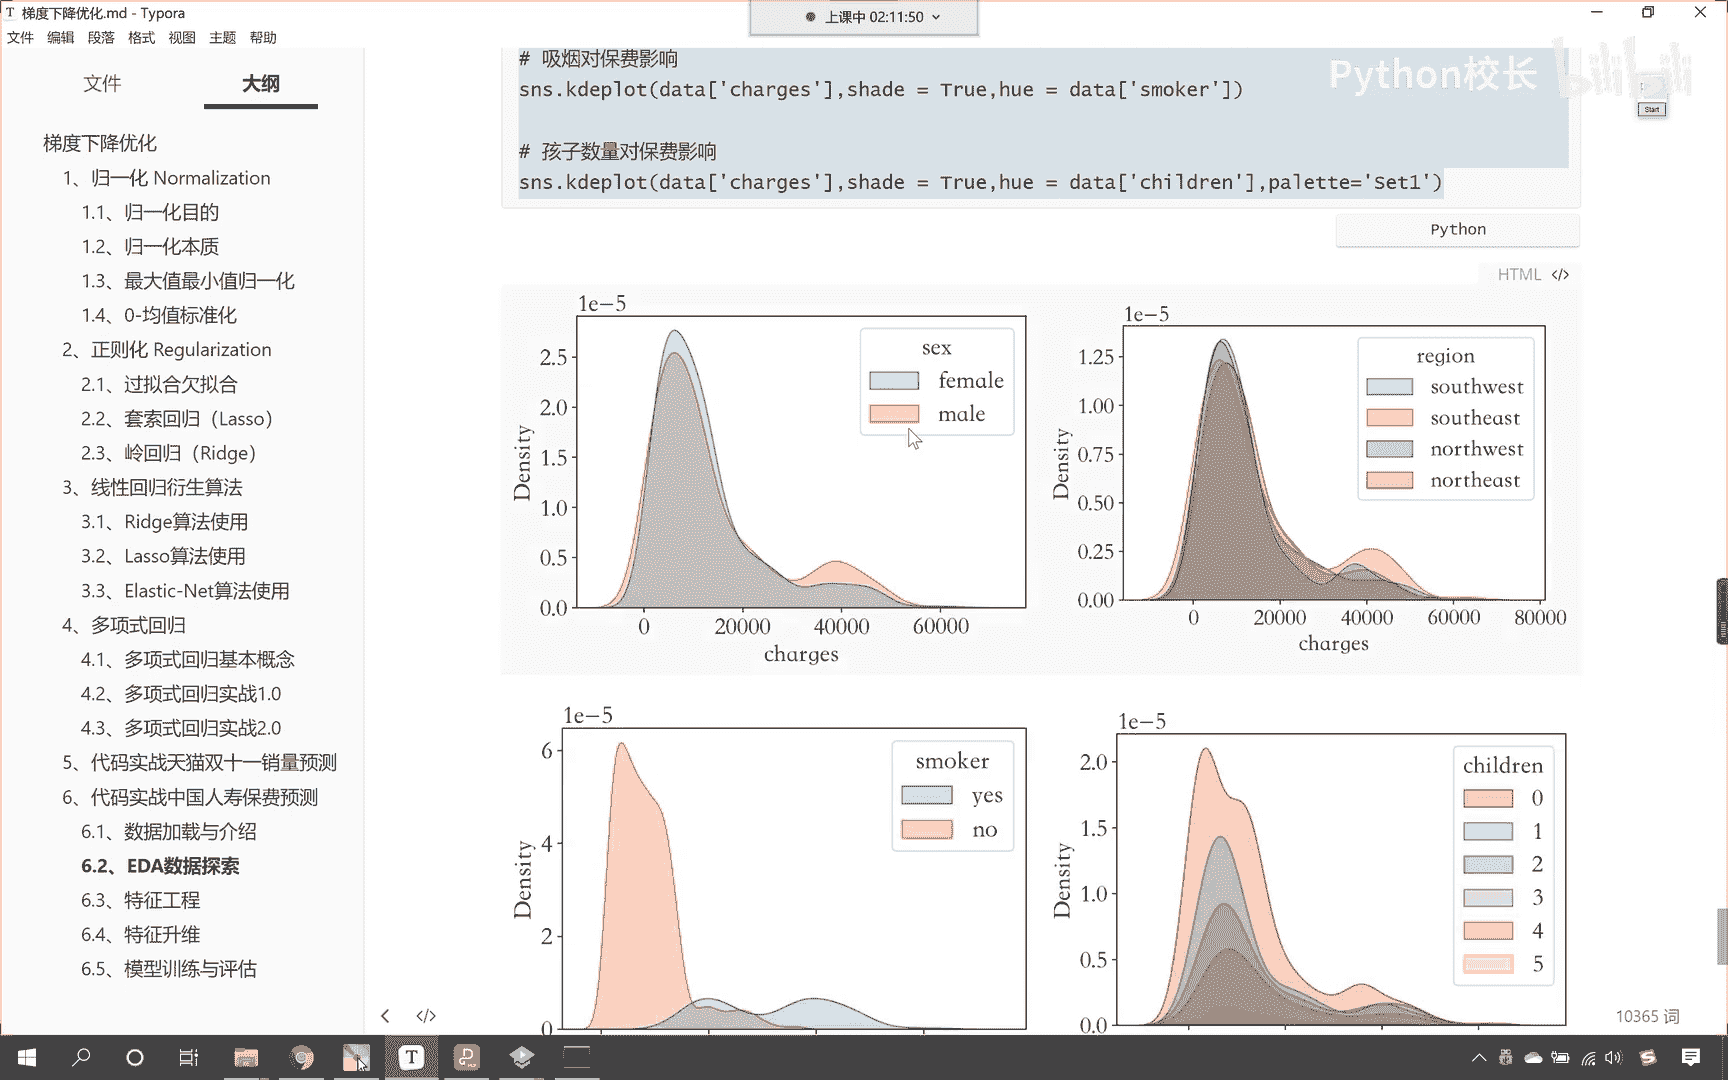 梯度下降优化.md - Typora
上课中 02:11:50
文件 编辑 段落 格式 视图 主题 帮助
文件 大纲
梯度下降优化
1、归一化 Normalization
1.1、归一化目的
1.2、归一化本质
1.3、最大值最小值归一化
1.4、0-均值标准化
2、正则化 Regularization
2.1、过拟合欠拟合
2.2、套索回归（Lasso）
2.3、岭回归（Ridge）
3、线性回归衍生算法
3.1、Ridge算法使用
3.2、Lasso算法使用
3.3、Elastic-Net算法使用
4、多项式回归
4.1、多项式回归基本概念
4.2、多项式回归实战1.0
4.3、多项式回归实战2.0
5、代码实战天猫双十一销量预测
6、代码实战中国人寿保费预测
6.1、数据加载与介绍
6.2、EDA数据探索
6.3、特征工程
6.4、特征升维
6.5、模型训练与评估
# 吸烟对保费影响
sns.kdeplot(data['charges'],shade = True,hue = data['smoker'])
# 孩子数量对保费影响
sns.kdeplot(data['charges'],shade = True,hue = data['children'],palette='Set1')
Python校长 bilibili
Start
Python
HTML </>
1e−5
2.5
2.0
1.5
1.0
0.5
0.0
Density
0 20000 40000 60000
charges
sex
female
male
1e−5
1.25
1.00
0.75
0.50
0.25
0.00
Density
0 20000 40000 60000 80000
charges
region
southwest
southeast
northwest
northeast
1e−5
6
4
2
0
Density
smoker
yes
no
1e−5
2.0
1.5
1.0
0.5
0.0
Density
children
0
1
2
3
4
5
</>
10365 词